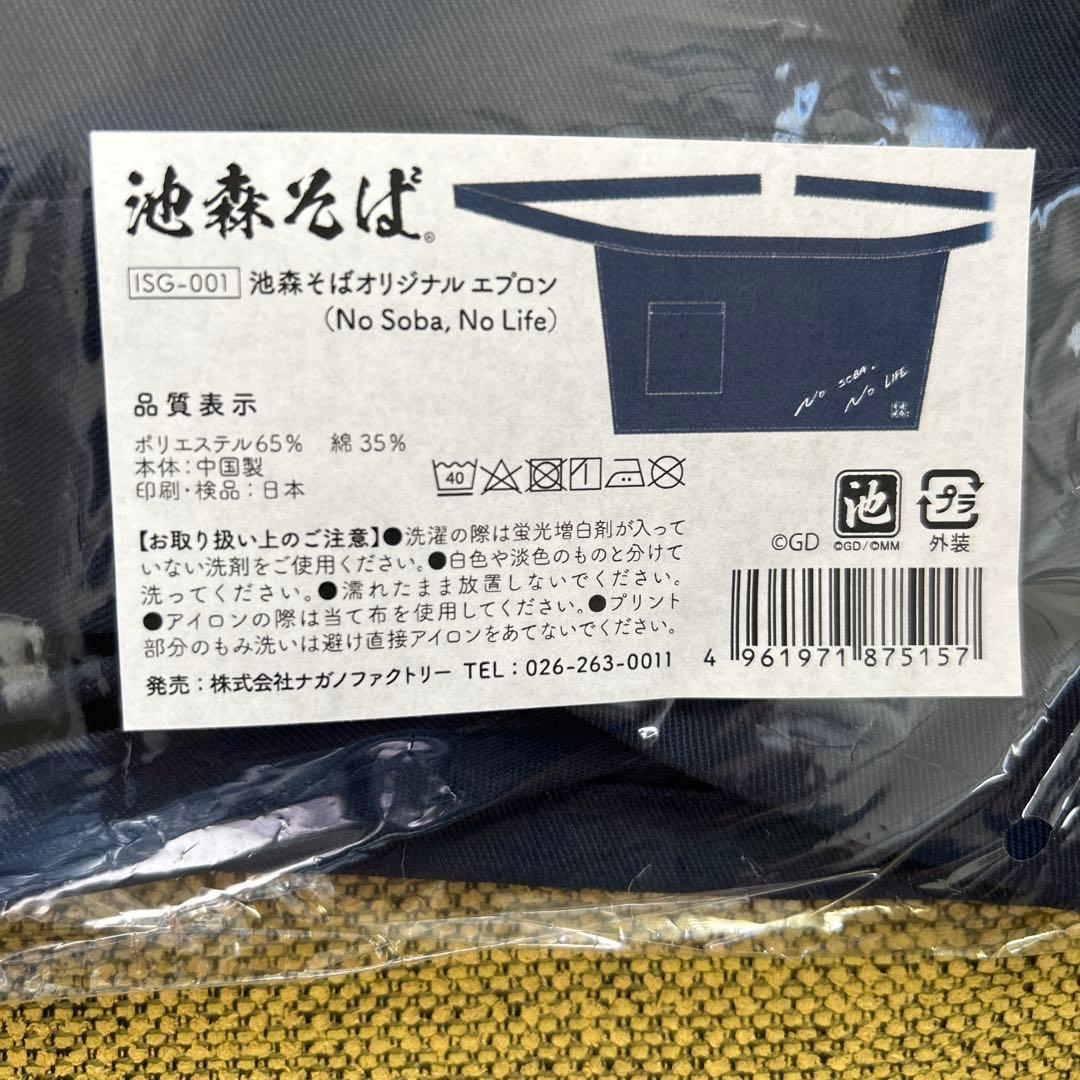 池森そば®
ISG-001 池森そばオリジナル エプロン
(No Soba, No Life)
No SOBA.
No LIFE
品質表示
ポリエステル65% 綿35%
本体:中国製
印刷・検品:日本
40
【お取り扱い上のご注意】●洗濯の際は蛍光増白剤が入って
いない洗剤をご使用ください。●白色や淡色のものと分けて
洗ってください。●濡れたまま放置しないでください。
●アイロンの際は当て布を使用してください。●プリント
部分のもみ洗いは避け直接アイロンをあてないでください。
発売:株式会社ナガノファクトリー TEL:026-263-0011
©GD
池
©GD/©MM
プラ
外装
4 961971 875157